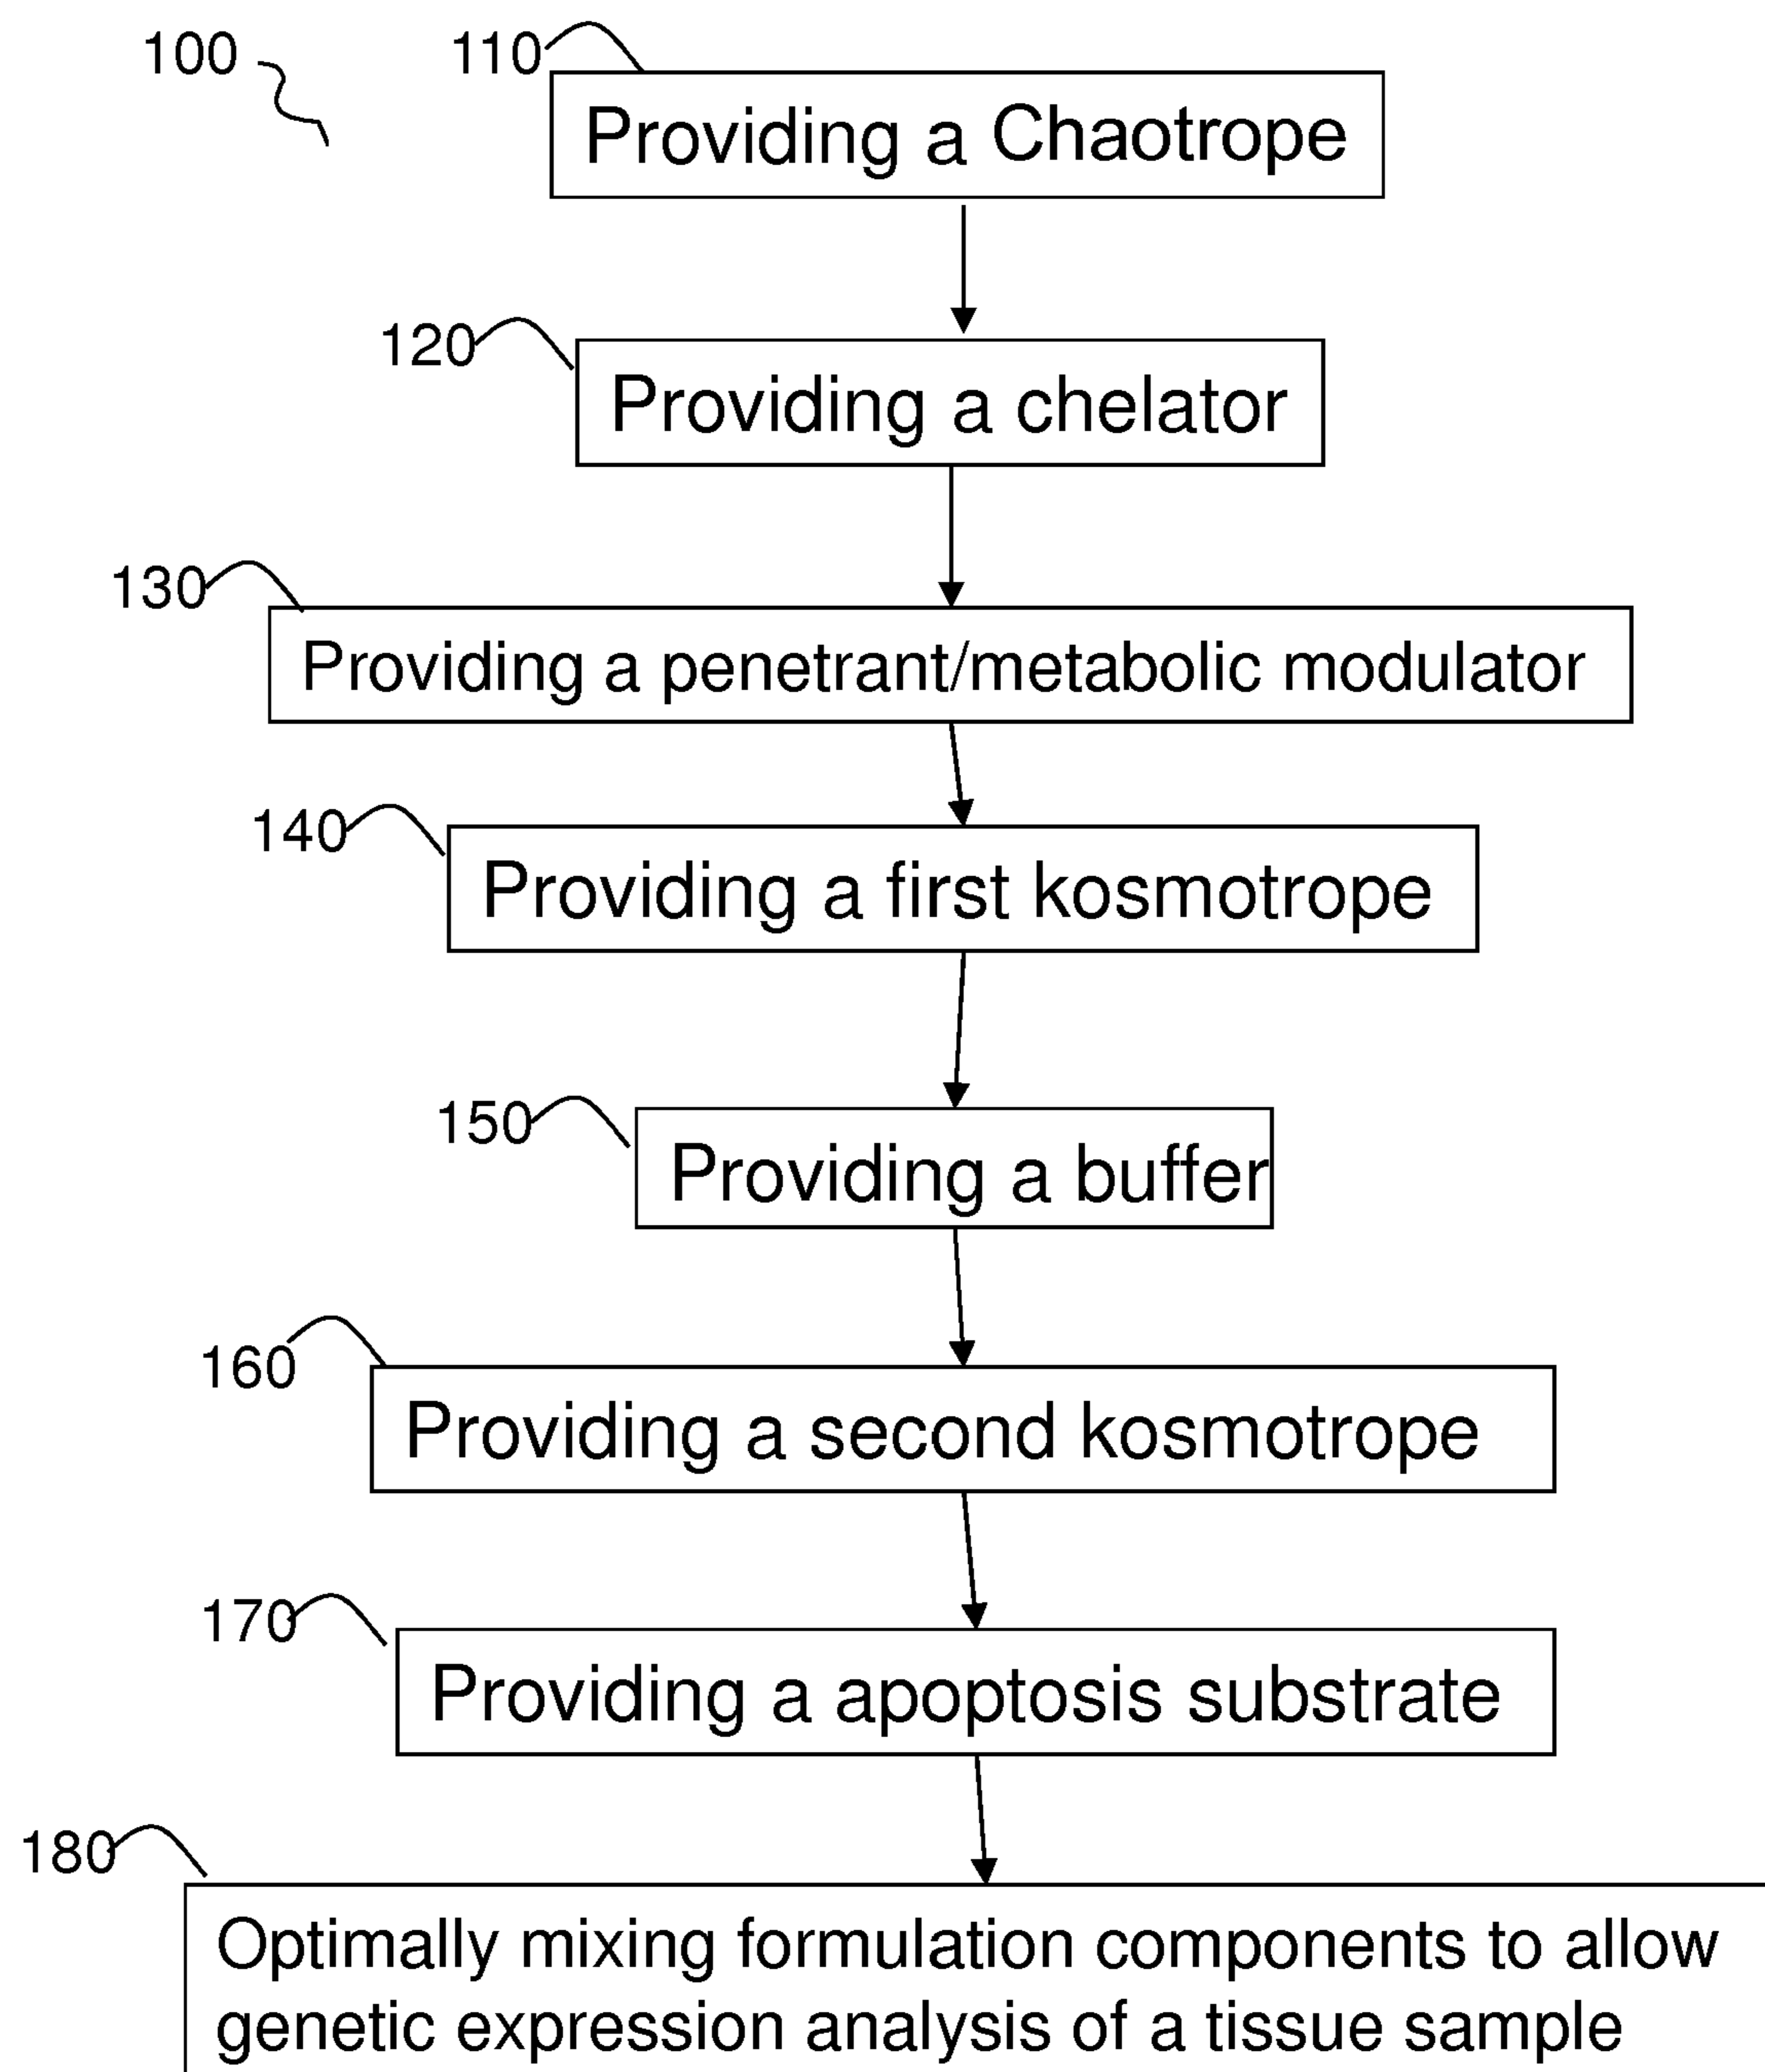 100
110
Providing a Chaotrope
120
Providing a chelator
130
Providing a penetrant/metabolic modulator
140
Providing a first kosmotrope
150
Providing a buffer
160
Providing a second kosmotrope
170
Providing a apoptosis substrate
180
Optimally mixing formulation components to allow
genetic expression analysis of a tissue sample